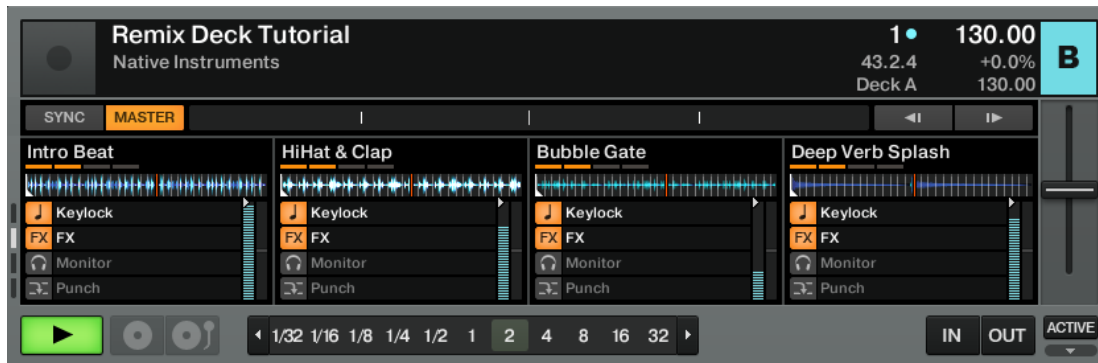 Remix Deck Tutorial 1 130.00
Native Instruments 43.2.4 +0.0% B
Deck A 130.00
SYNC MASTER
Intro Beat HiHat & Clap Bubble Gate Deep Verb Splash
Keylock Keylock Keylock Keylock
FX FX FX FX FX FX FX FX
Monitor Monitor Monitor Monitor
Punch Punch Punch Punch
1/32 1/16 1/8 1/4 1/2 1 2 4 8 16 32 IN OUT ACTIVE